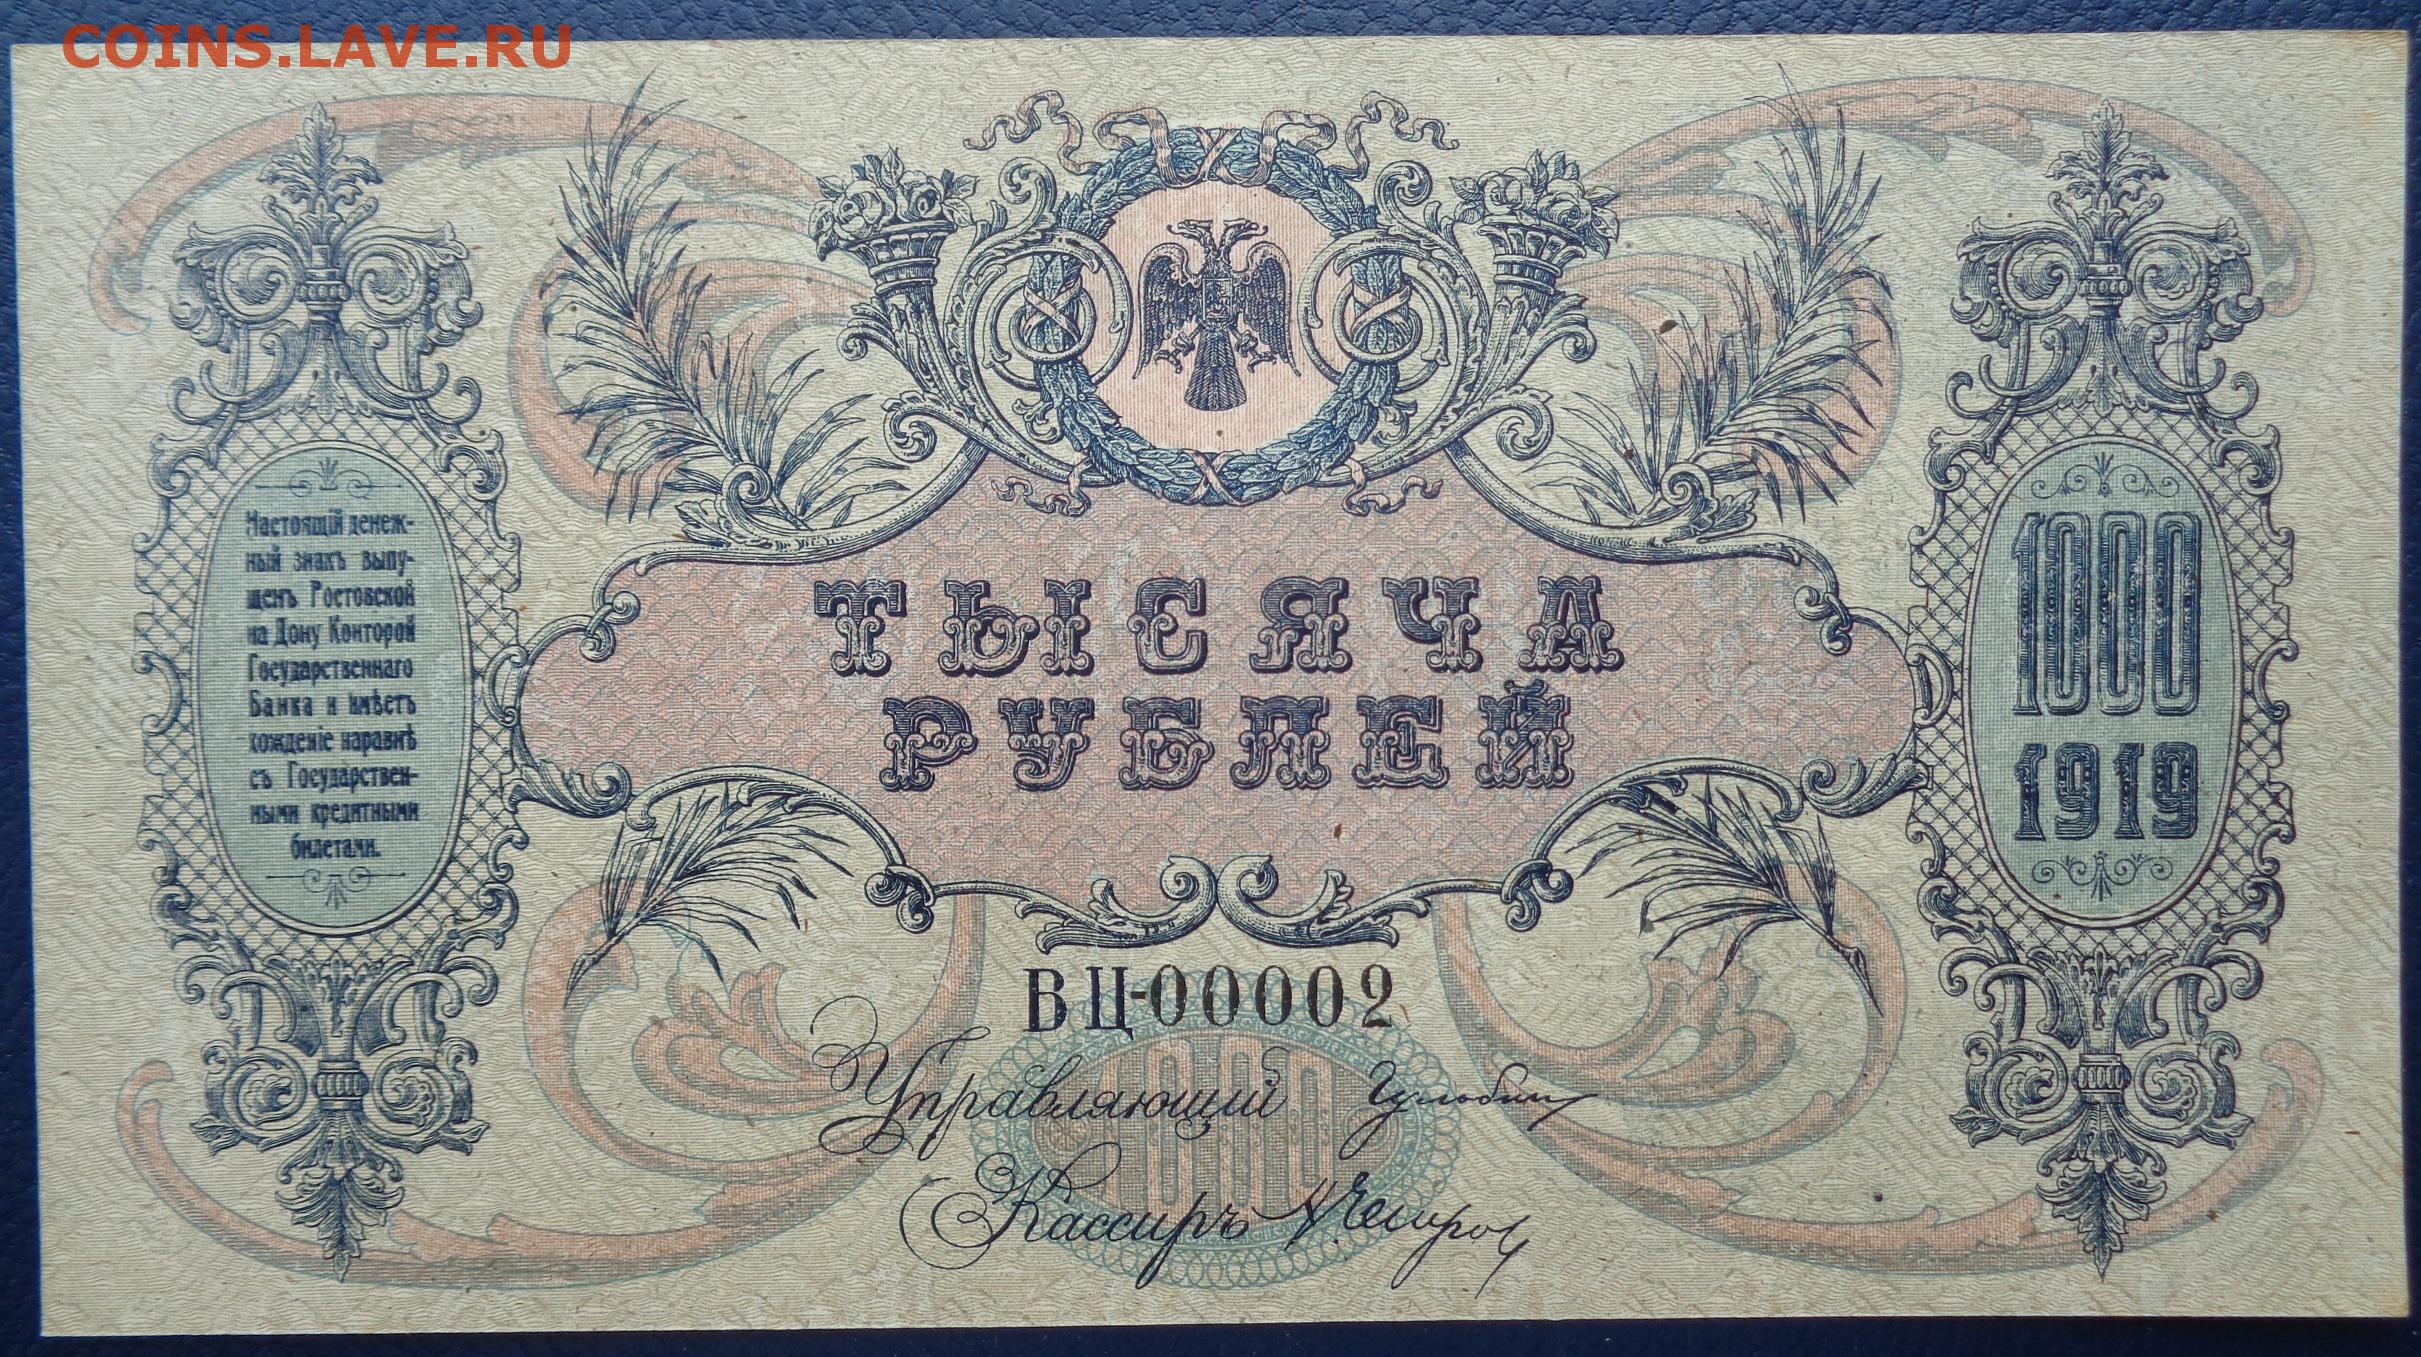 COINS.LAVE.RU
Настоящій денеж-
ный знакъ выпу-
щенъ Ростовской
на Дону Конторой
Государственнаго
Банка и имѣетъ
хожденіе наравнѣ
съ Государствен-
ными кредитными
билетами.
ТЫСЯЧА
РУБЛЕЙ
1000
1919
ВЦ-00002
1000
Управляющій
Кассиръ